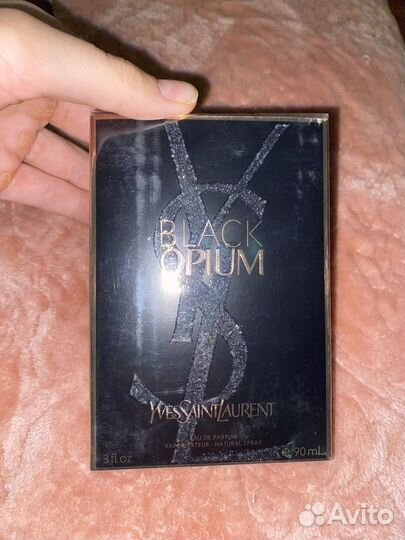 BLACK
OPIUM
YSL
YVESSAINTLAURENT
EAU DE PARFUM
VAPORISATEUR - NATURAL SPRAY
3 fl.oz. e 90 mL
Avito